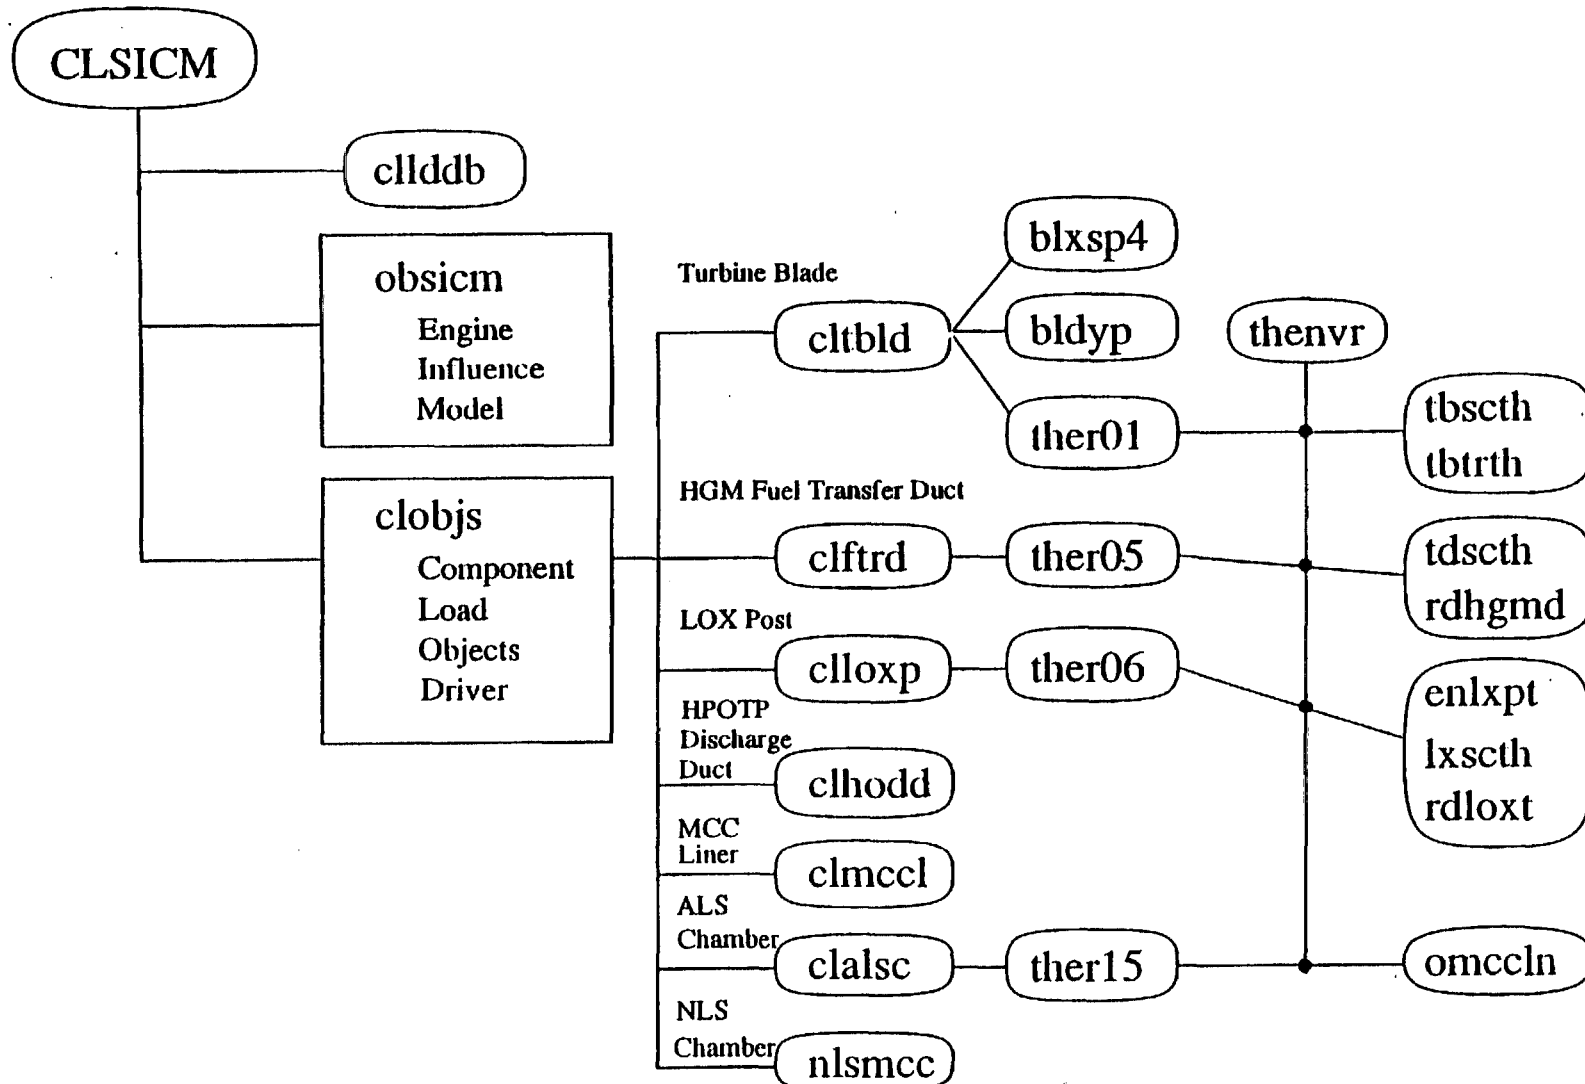 CLSICM
cllddb
obsicm
Engine
Influence
Model
clobjs
Component
Load
Objects
Driver
Turbine Blade
cltbld
blxsp4
bldyp
ther01
thenvr
tbscth
tbtrth
HGM Fuel Transfer Duct
clftrd
ther05
tdscth
rdhgmd
LOX Post
clloxp
ther06
enlxpt
lxscth
rdloxt
HPOTP
Discharge
Duct
clhodd
MCC
Liner
clmccl
ALS
Chamber
clalsc
ther15
omccln
NLS
Chamber
nlsmcc